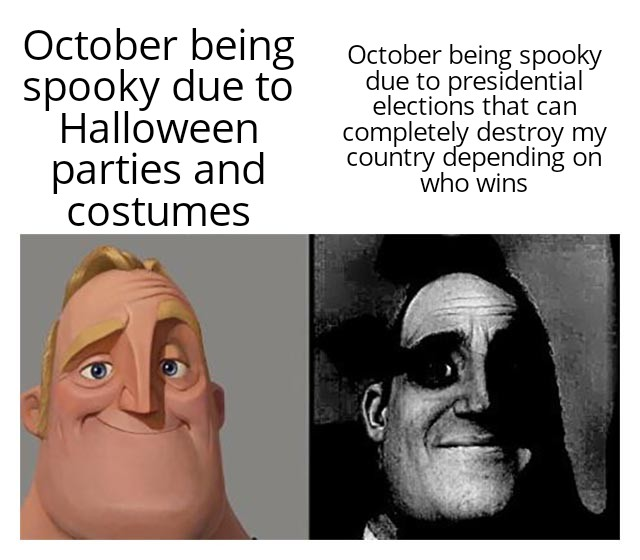 October being
spooky due to
Halloween
parties and
costumes
October being spooky
due to presidential
elections that can
completely destroy my
country depending on
who wins